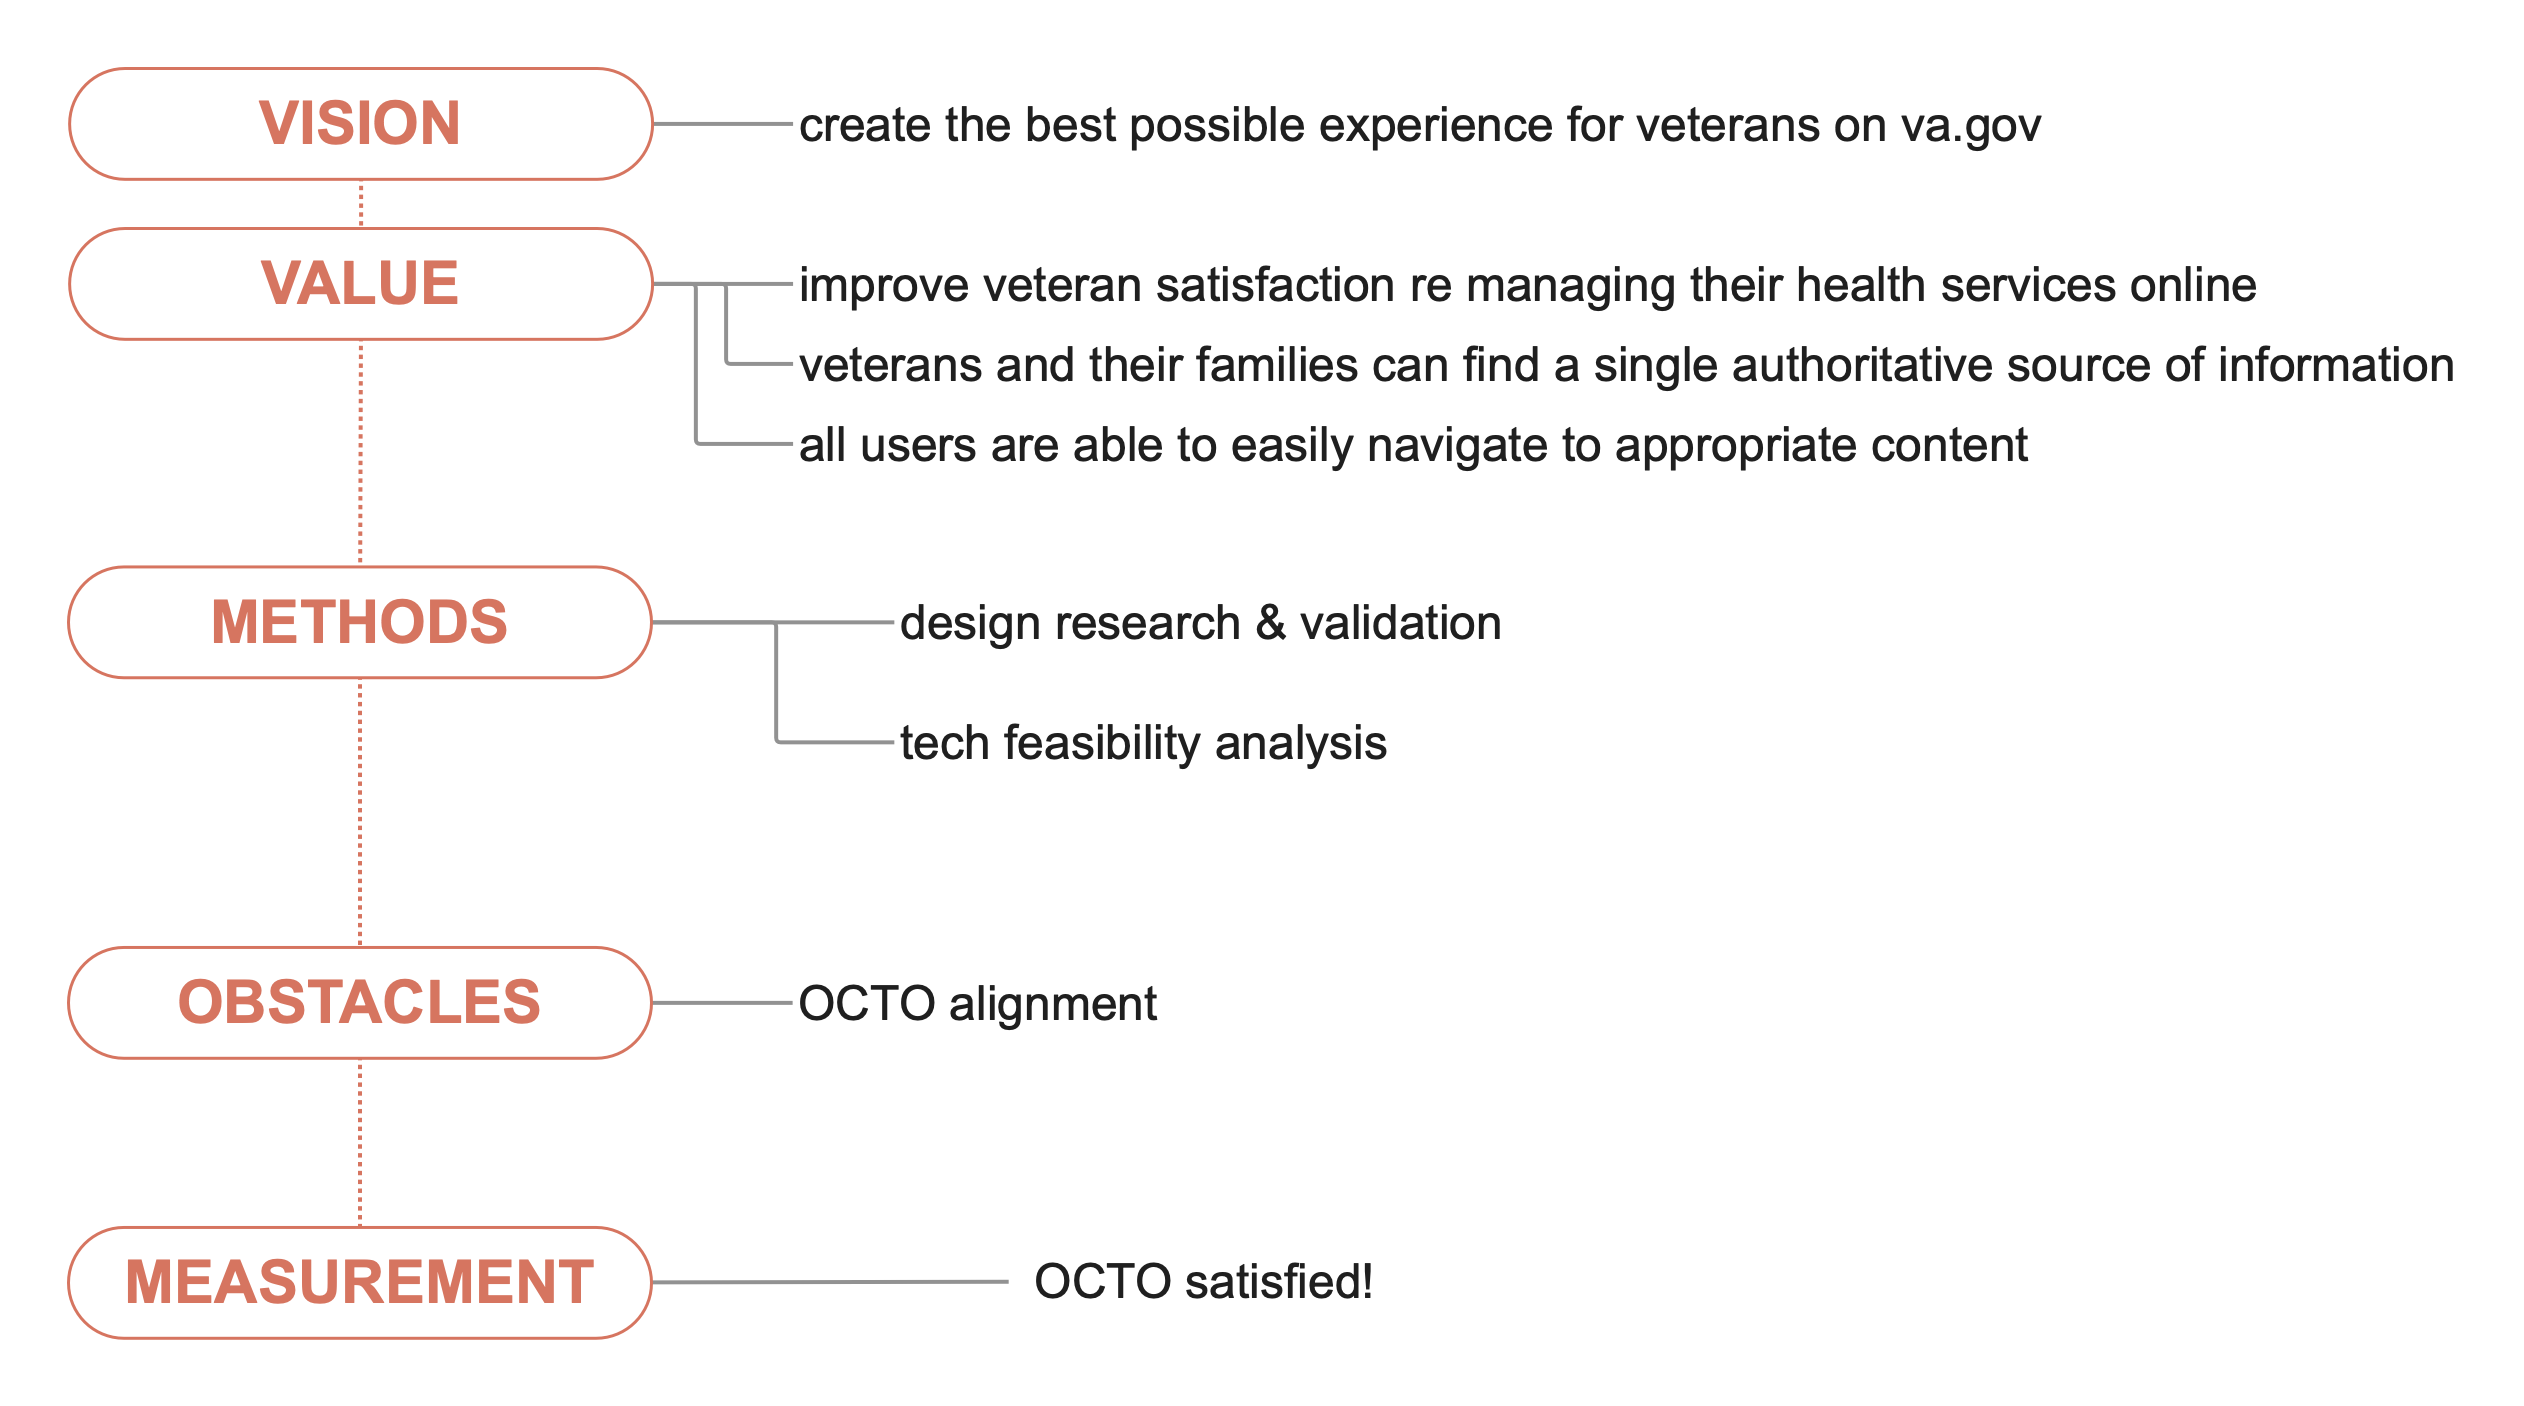 VISION
create the best possible experience for veterans on va.gov
VALUE
improve veteran satisfaction re managing their health services online
veterans and their families can find a single authoritative source of information
all users are able to easily navigate to appropriate content
METHODS
design research & validation
tech feasibility analysis
OBSTACLES
OCTO alignment
MEASUREMENT
OCTO satisfied!